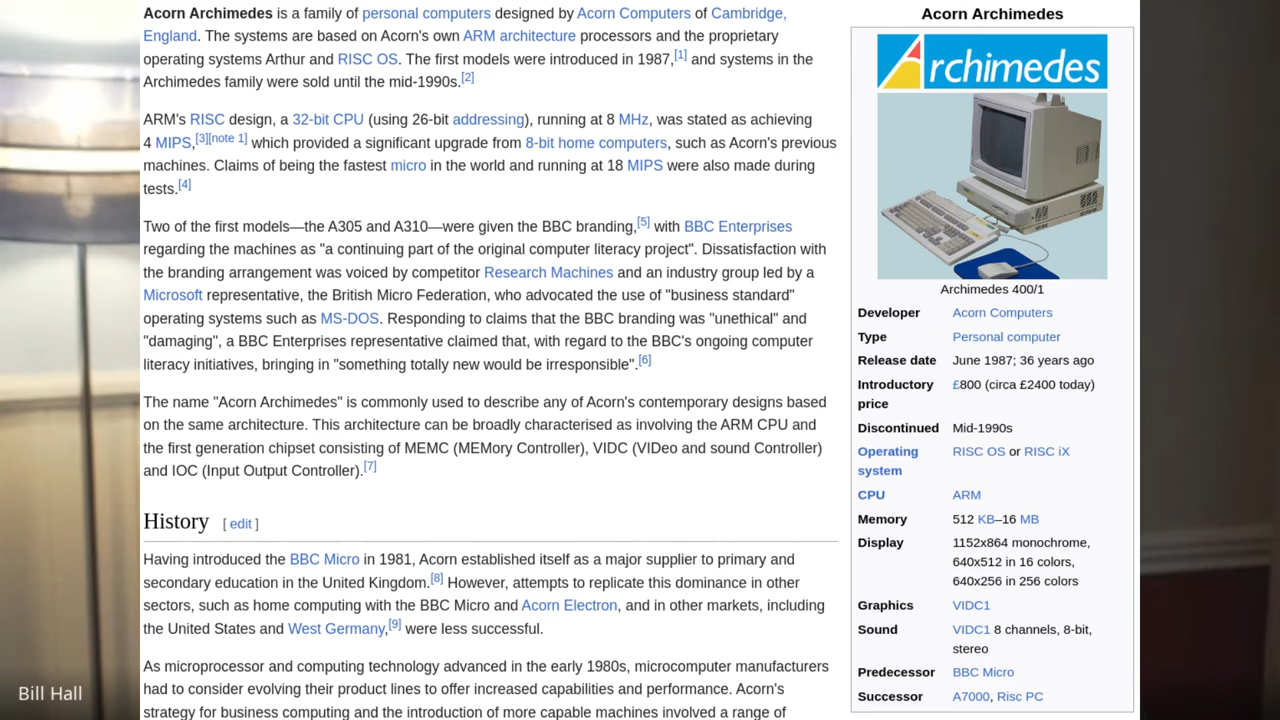 Acorn Archimedes is a family of personal computers designed by Acorn Computers of Cambridge,
England. The systems are based on Acorn's own ARM architecture processors and the proprietary
operating systems Arthur and RISC OS. The first models were introduced in 1987,[1] and systems in the
Archimedes family were sold until the mid-1990s.[2]
ARM's RISC design, a 32-bit CPU (using 26-bit addressing), running at 8 MHz, was stated as achieving
4 MIPS,[3][note 1] which provided a significant upgrade from 8-bit home computers, such as Acorn's previous
machines. Claims of being the fastest micro in the world and running at 18 MIPS were also made during
tests.[4]
Two of the first models—the A305 and A310—were given the BBC branding,[5] with BBC Enterprises
regarding the machines as "a continuing part of the original computer literacy project". Dissatisfaction with
the branding arrangement was voiced by competitor Research Machines and an industry group led by a
Microsoft representative, the British Micro Federation, who advocated the use of "business standard"
operating systems such as MS-DOS. Responding to claims that the BBC branding was "unethical" and
"damaging", a BBC Enterprises representative claimed that, with regard to the BBC's ongoing computer
literacy initiatives, bringing in "something totally new would be irresponsible".[6]
The name "Acorn Archimedes" is commonly used to describe any of Acorn's contemporary designs based
on the same architecture. This architecture can be broadly characterised as involving the ARM CPU and
the first generation chipset consisting of MEMC (MEMory Controller), VIDC (VIDeo and sound Controller)
and IOC (Input Output Controller).[7]
History [ edit ]
Having introduced the BBC Micro in 1981, Acorn established itself as a major supplier to primary and
secondary education in the United Kingdom.[8] However, attempts to replicate this dominance in other
sectors, such as home computing with the BBC Micro and Acorn Electron, and in other markets, including
the United States and West Germany,[9] were less successful.
As microprocessor and computing technology advanced in the early 1980s, microcomputer manufacturers
had to consider evolving their product lines to offer increased capabilities and performance. Acorn's
strategy for business computing and the introduction of more capable machines involved a range of
Acorn Archimedes
Archimedes
Archimedes 400/1
Developer Acorn Computers
Type Personal computer
Release date June 1987; 36 years ago
Introductory £800 (circa £2400 today)
price
Discontinued Mid-1990s
Operating RISC OS or RISC iX
system
CPU ARM
Memory 512 KB–16 MB
Display 1152x864 monochrome,
640x512 in 16 colors,
640x256 in 256 colors
Graphics VIDC1
Sound VIDC1 8 channels, 8-bit,
stereo
Predecessor BBC Micro
Successor A7000, Risc PC
Bill Hall